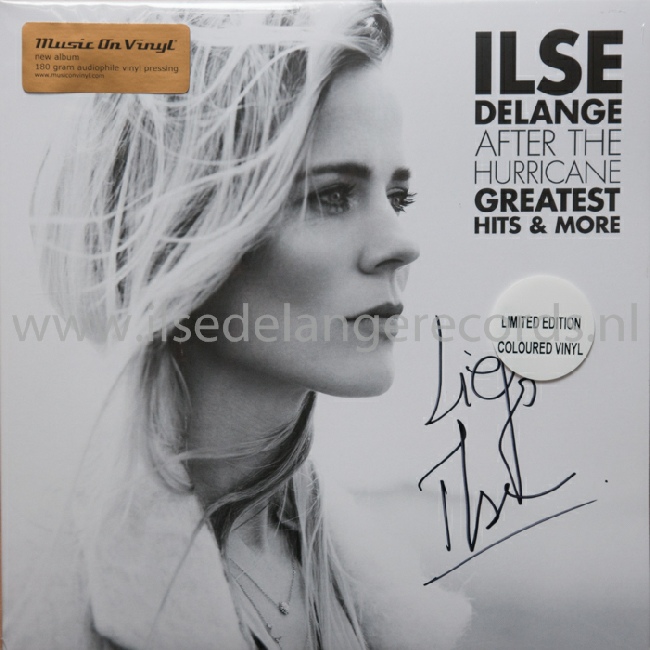 Music On Vinyl
new album
180 gram audiophile vinyl pressing
www.musiconvinyl.com
ILSE
DELANGE
AFTER THE
HURRICANE
GREATEST
HITS & MORE
www.ilsedelangerecords.nl
LIMITED EDITION
COLOURED VINYL
Liefs
Ilse